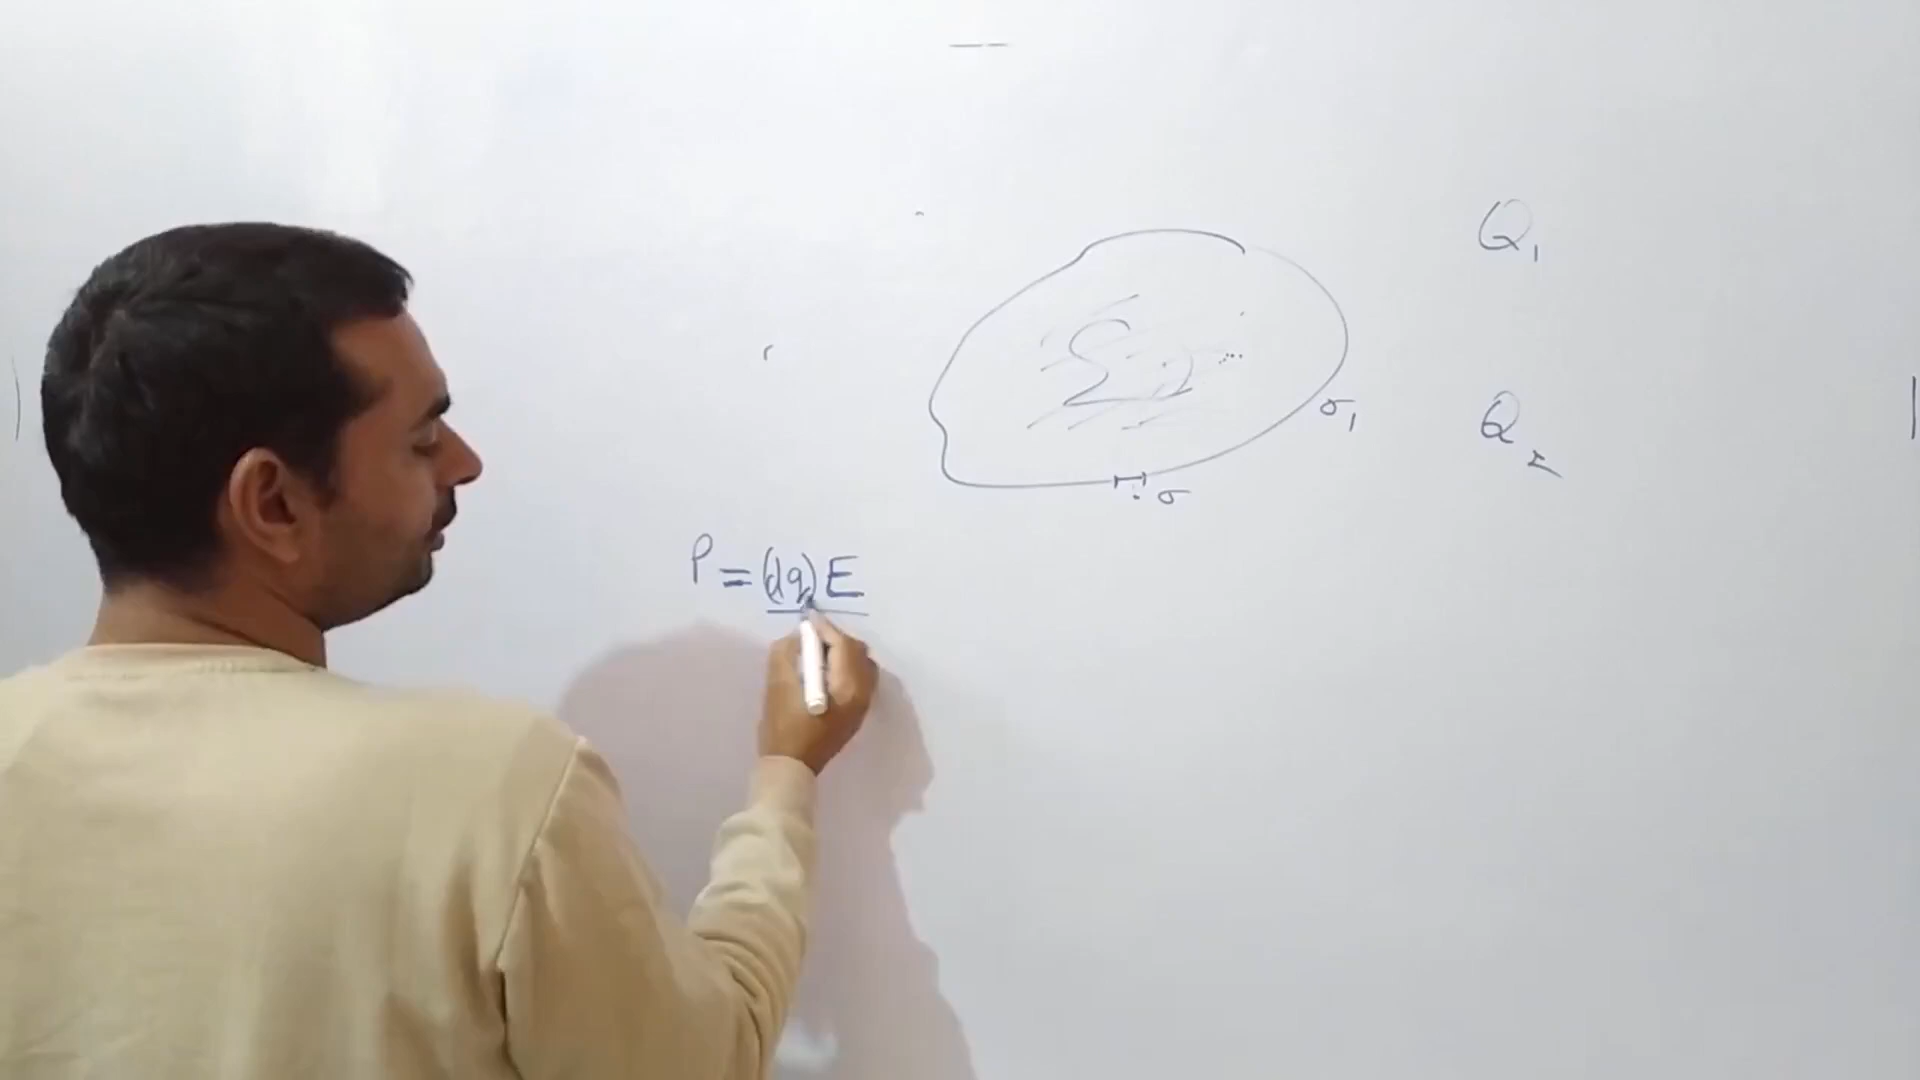 Q₁
σ₁
Q₂
σ
P = (dq) E